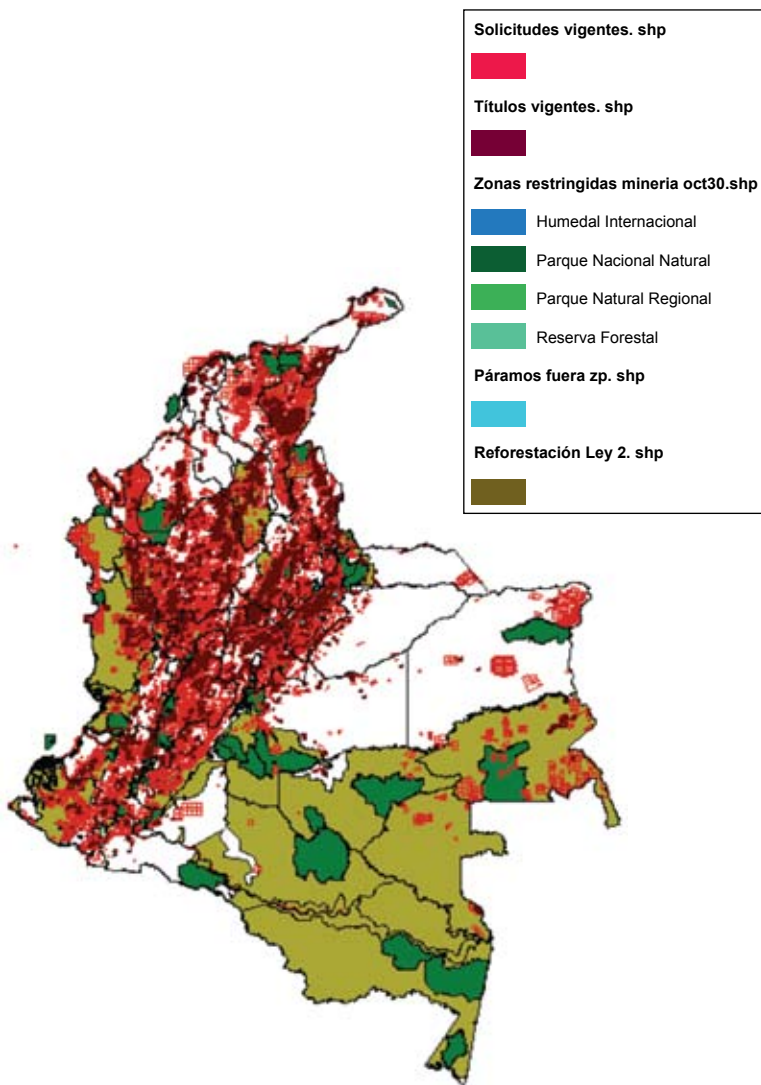 Solicitudes vigentes. shp
Títulos vigentes. shp
Zonas restringidas mineria oct30.shp
Humedal Internacional
Parque Nacional Natural
Parque Natural Regional
Reserva Forestal
Páramos fuera zp. shp
Reforestación Ley 2. shp